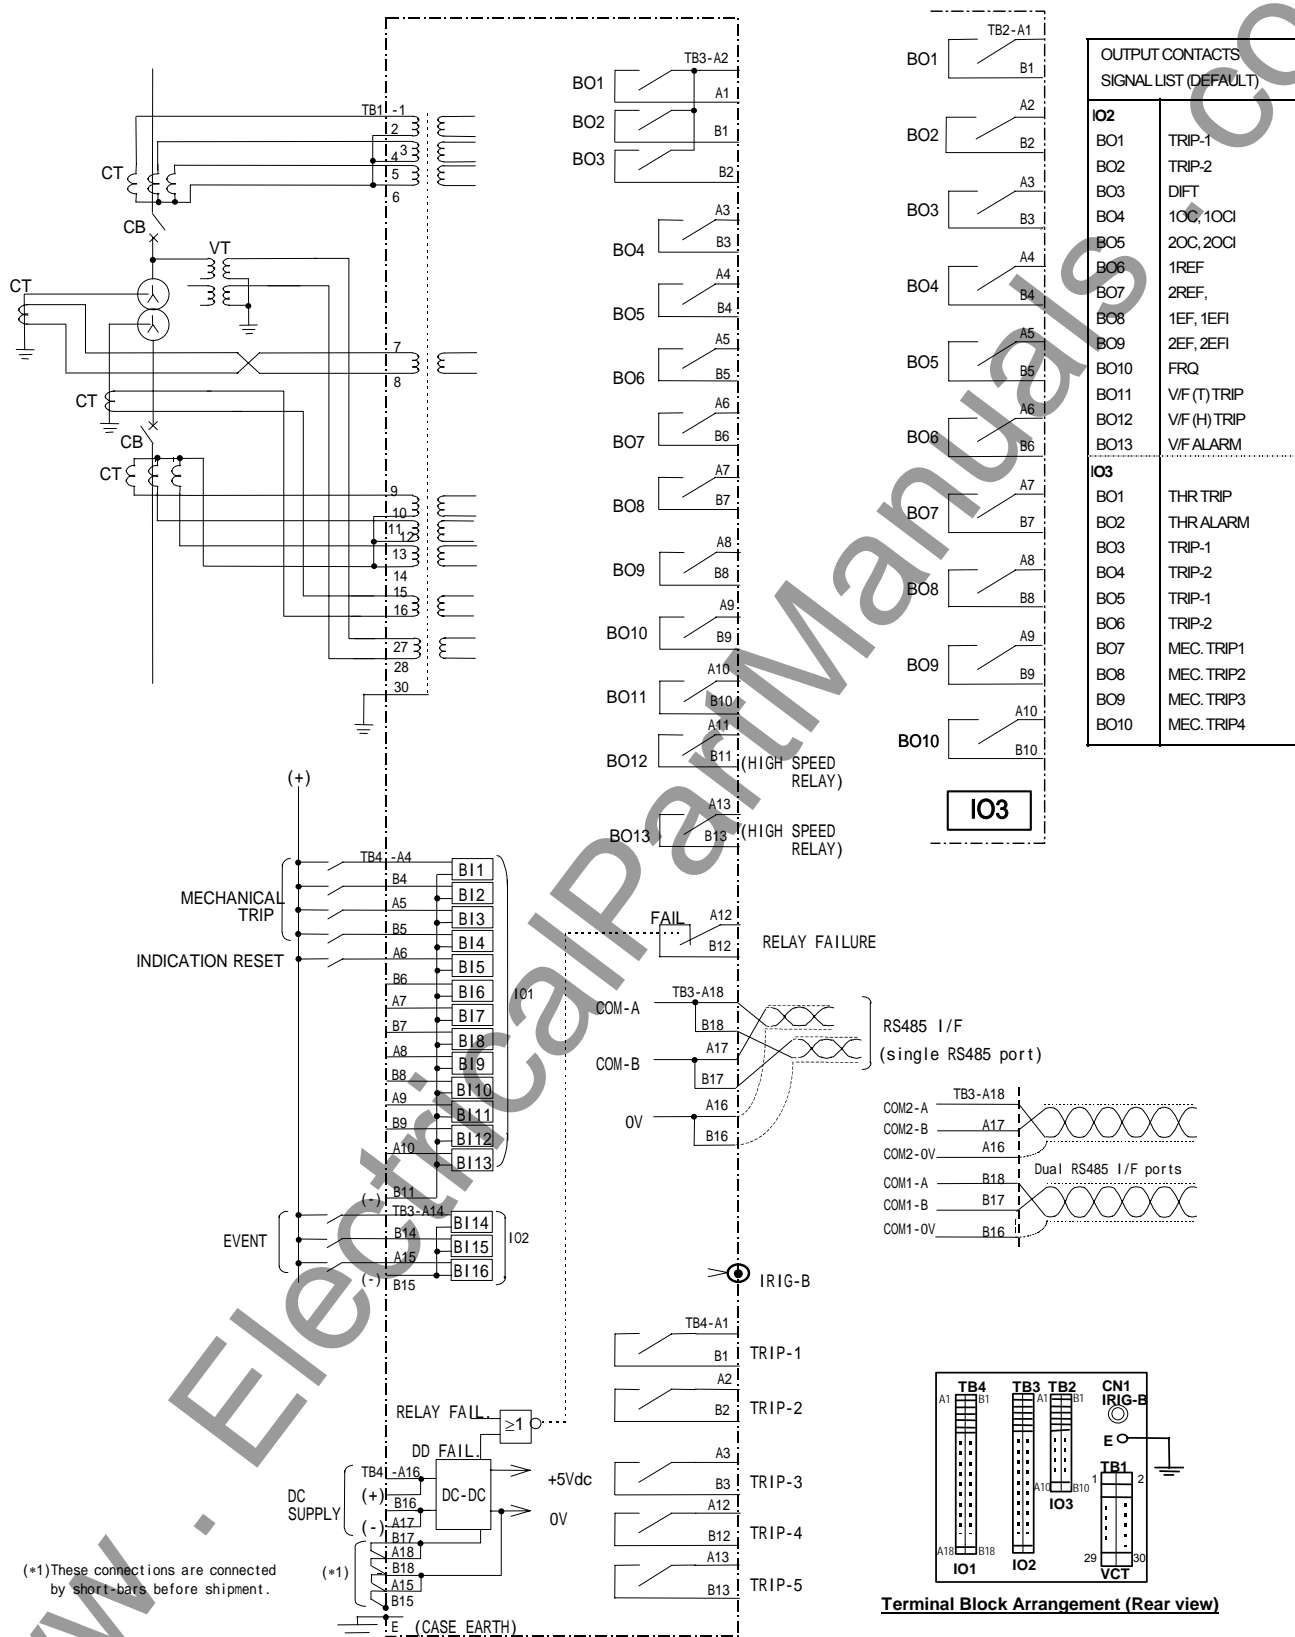 TB1 -1
2
3
4
5
6
CT
CB
VT
CT
7
8
CT
CB
CT
9
10
11
12
13
14
15
16
27
28
30
BO1
TB3-A2
A1
BO2
B1
BO3
B2
BO4
A3
B3
BO5
A4
B4
BO6
A5
B5
BO7
A6
B6
BO8
A7
B7
BO9
A8
B8
BO10
A9
B9
BO11
A10
B10
BO12
A11
B11
(HIGH SPEED
RELAY)
BO13
A13
B13
(HIGH SPEED
RELAY)
BO1
TB2-A1
B1
BO2
A2
B2
BO3
A3
B3
BO4
A4
B4
BO5
A5
B5
BO6
A6
B6
BO7
A7
B7
BO8
A8
B8
BO9
A9
B9
BO10
A10
B10
IO3
OUTPUT CONTACTS
SIGNAL LIST (DEFAULT)
IO2
BO1 TRIP-1
BO2 TRIP-2
BO3 DIFT
BO4 1OC, 1OCI
BO5 2OC, 2OCI
BO6 1REF
BO7 2REF,
BO8 1EF, 1EFI
BO9 2EF, 2EFI
BO10 FRQ
BO11 V/F (T) TRIP
BO12 V/F (H) TRIP
BO13 V/F ALARM
IO3
BO1 THR TRIP
BO2 THR ALARM
BO3 TRIP-1
BO4 TRIP-2
BO5 TRIP-1
BO6 TRIP-2
BO7 MEC. TRIP1
BO8 MEC. TRIP2
BO9 MEC. TRIP3
BO10 MEC. TRIP4
(+)
MECHANICAL
TRIP
INDICATION RESET
TB4 -A4
BI1
B4
BI2
A5
BI3
B5
BI4
A6
BI5
B6
BI6
A7
BI7
B7
BI8
A8
BI9
B8
BI10
A9
BI11
B9
BI12
A10
BI13
IO1
(-)
B11
EVENT
TB3-A14
BI14
B14
BI15
A15
BI16
IO2
(-)
B15
FAIL
A12
B12
RELAY FAILURE
COM-A
TB3-A18
B18
COM-B
A17
B17
0V
A16
B16
RS485 I/F
(single RS485 port)
COM2-A
TB3-A18
COM2-B
A17
COM2-0V
A16
Dual RS485 I/F ports
COM1-A
B18
COM1-B
B17
COM1-0V
B16
IRIG-B
TB4-A1
B1
TRIP-1
A2
B2
TRIP-2
A3
B3
TRIP-3
A12
B12
TRIP-4
A13
B13
TRIP-5
RELAY FAIL.
≥1
DD FAIL.
DC
SUPPLY
TB4 -A16
(+)
B16
(-)
A17
B17
DC-DC
+5Vdc
0V
(*1)
A18
B18
A15
B15
E (CASE EARTH)
(*1)These connections are connected
by short-bars before shipment.
TB4
A1
B1
A18
B18
IO1
TB3
A1
IO2
TB2
B1
A10
B10
IO3
CN1
IRIG-B
E
TB1
1
2
29
30
VCT
Terminal Block Arrangement (Rear view)
w . ElectricalPartManuals . co